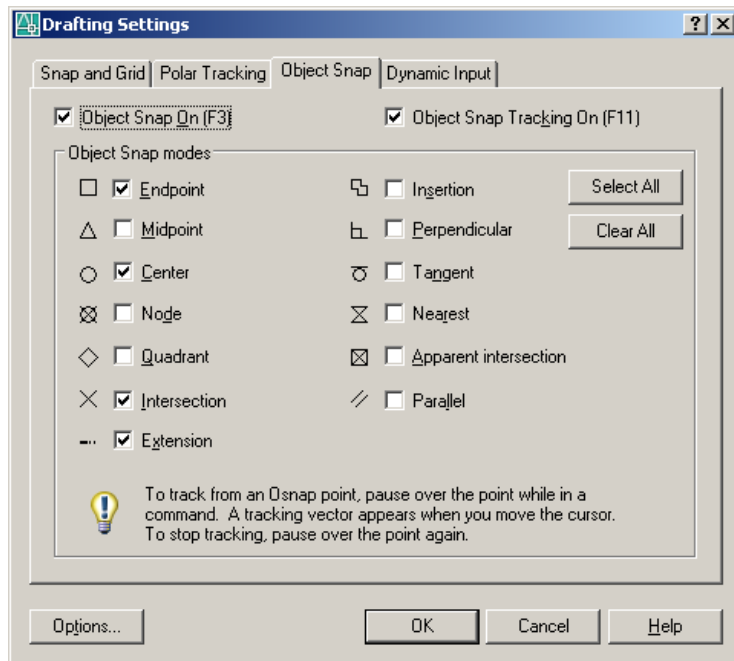 Drafting Settings
Snap and Grid Polar Tracking Object Snap Dynamic Input
Object Snap On (F3) Object Snap Tracking On (F11)
Object Snap modes
Endpoint Insertion Select All
Midpoint Perpendicular Clear All
Center Tangent
Node Nearest
Quadrant Apparent intersection
Intersection Parallel
Extension
To track from an Osnap point, pause over the point while in a
command. A tracking vector appears when you move the cursor.
To stop tracking, pause over the point again.
Options... OK Cancel Help